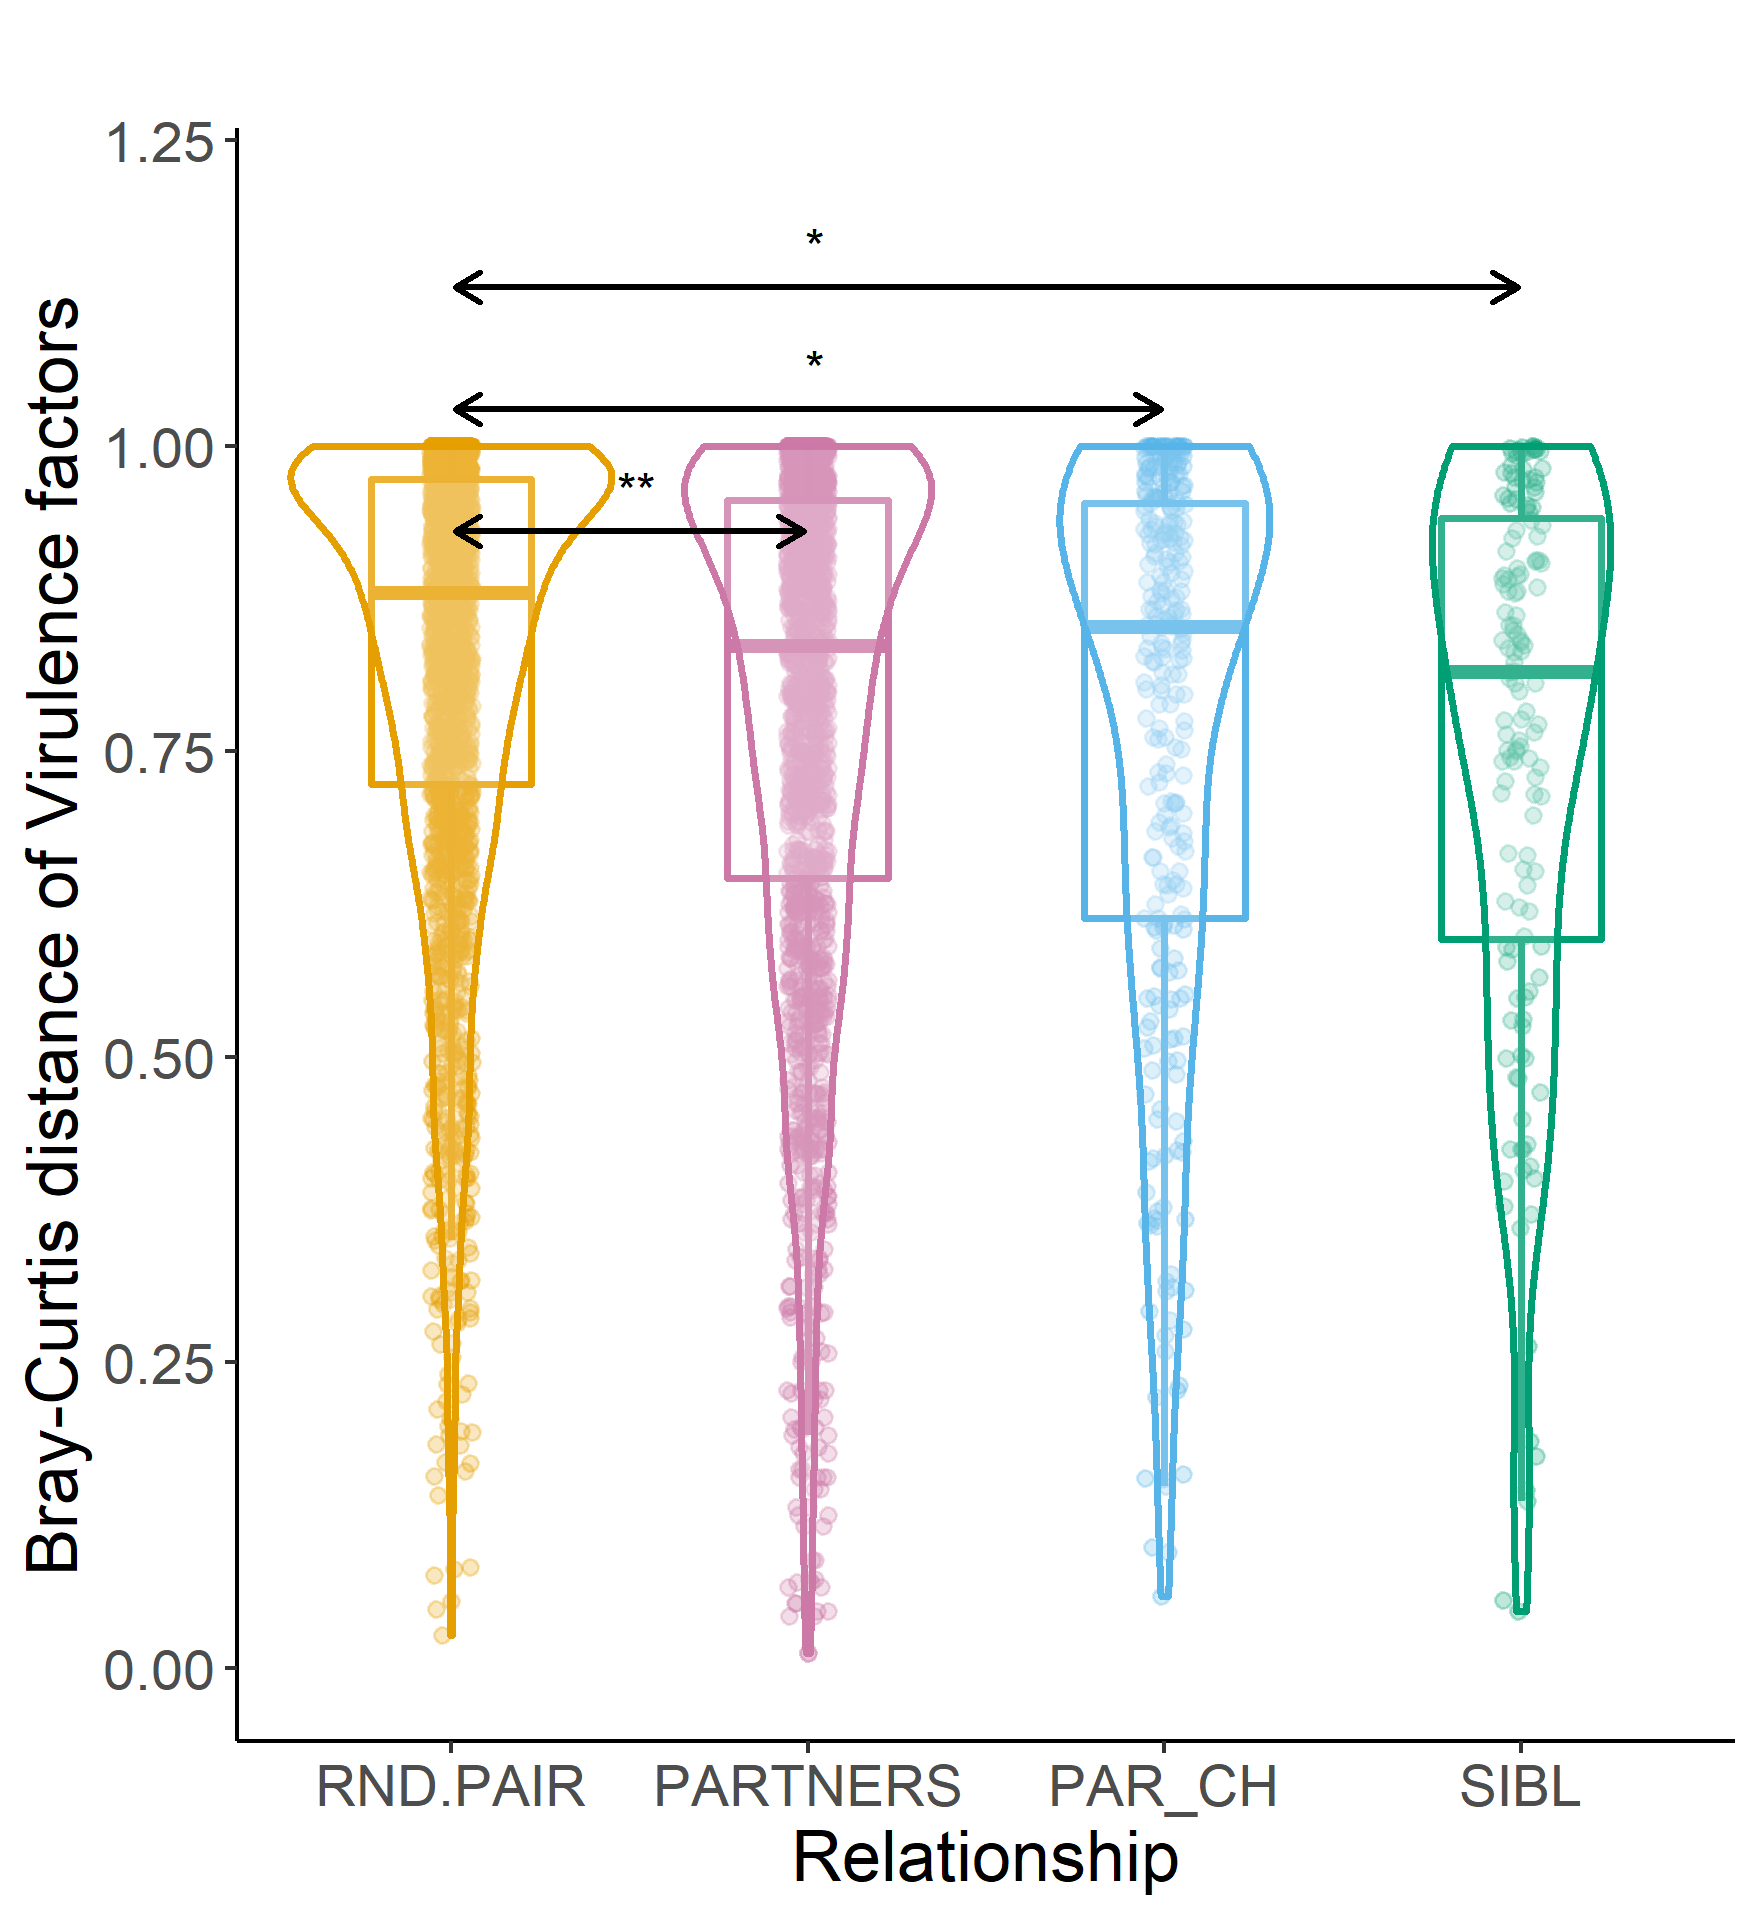 Bray-Curtis distance of Virulence factors
1.25
1.00
0.75
0.50
0.25
0.00
*
*
**
RND.PAIR
PARTNERS
PAR_CH
SIBL
Relationship